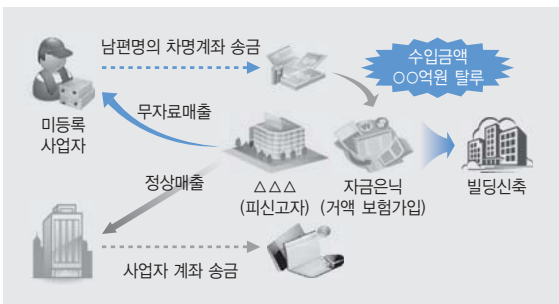 남편명의 차명계좌 송금
수입금액
○○억원 탈루
미등록
사업자
무자료매출
정상매출
△△△
(피신고자)
자금은닉
(거액 보험가입)
빌딩신축
사업자 계좌 송금